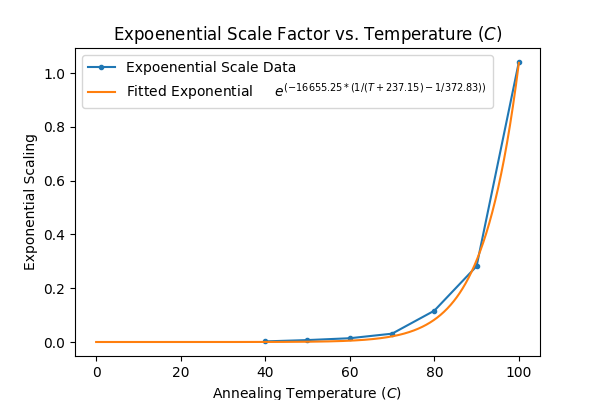 Expoenential Scale Factor vs. Temperature (C)
Expoenential Scale Data
Fitted Exponential e^(−16655.25*(1/(T+237.15)−1/372.83))
1.0
0.8
0.6
0.4
0.2
0.0
Exponential Scaling
0 20 40 60 80 100
Annealing Temperature (C)